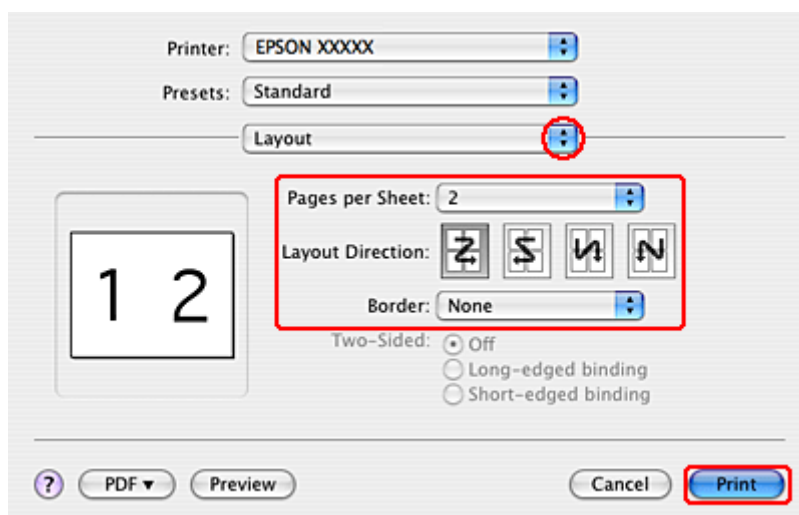 Printer: EPSON XXXXX
Presets: Standard
Layout
Pages per Sheet: 2
Layout Direction:
1 2
Border: None
Two-Sided: Off
Long-edged binding
Short-edged binding
? PDF▼ Preview Cancel Print